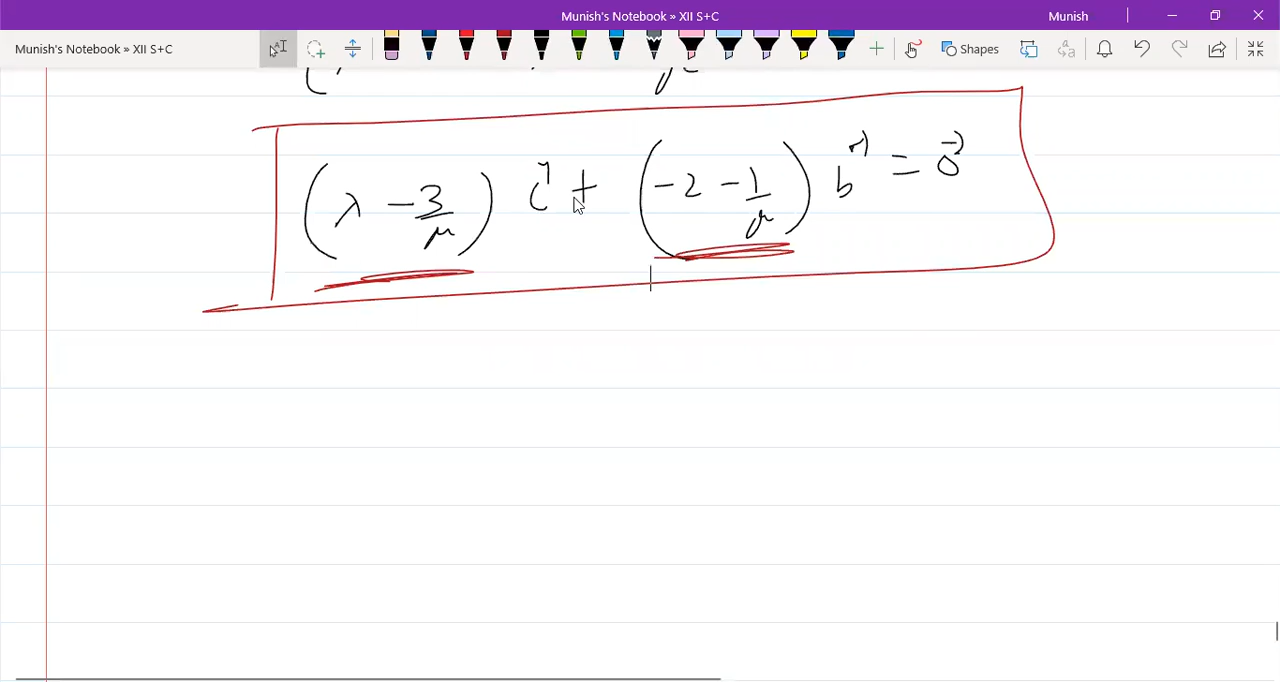 Munish's Notebook » XII S+C
Munish
Munish's Notebook » XII S+C
Shapes
(λ - 3/μ) c⃗ + (-2 - 1/μ) b⃗ = 0⃗